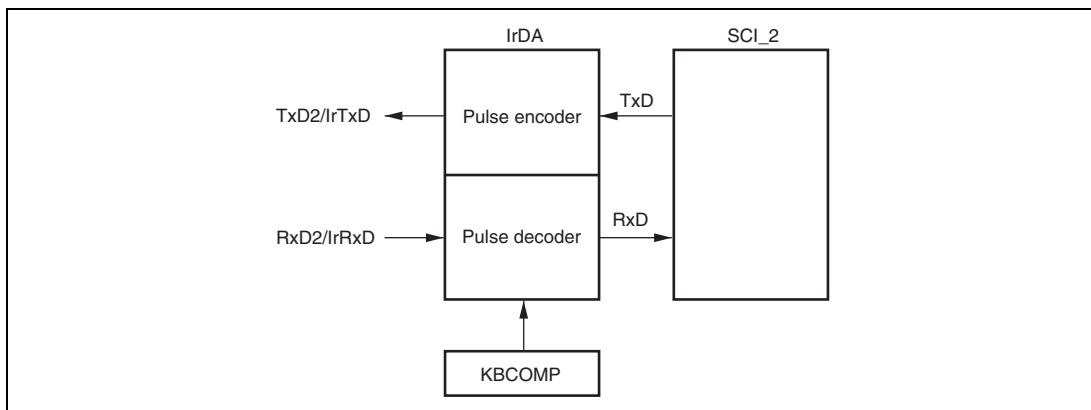 IrDA
SCI_2
TxD2/IrTxD
Pulse encoder
TxD
RxD2/IrRxD
Pulse decoder
RxD
KBCOMP